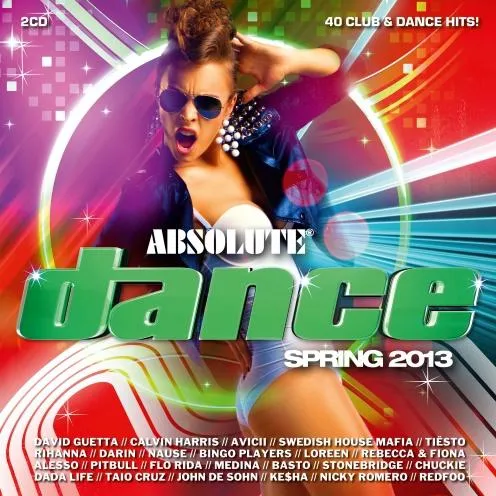 2CD
40 CLUB & DANCE HITS!
ABSOLUTE®
dance
SPRING 2013
DAVID GUETTA // CALVIN HARRIS // AVICII // SWEDISH HOUSE MAFIA // TIËSTO
RIHANNA // DARIN // NAUSE // BINGO PLAYERS // LOREEN // REBECCA & FIONA
ALESSO // PITBULL // FLO RIDA // MEDINA // BASTO // STONEBRIDGE // CHUCKIE
DADA LIFE // TAIO CRUZ // JOHN DE SOHN // KE$HA // NICKY ROMERO // REDFOO